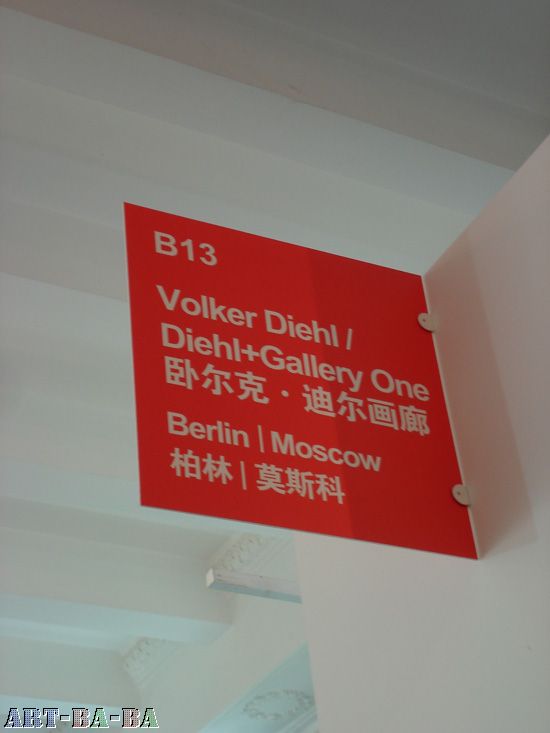 B13
Volker Diehl /
Diehl+Gallery One
卧尔克·迪尔画廊
Berlin | Moscow
柏林 | 莫斯科
ART-BA-BA